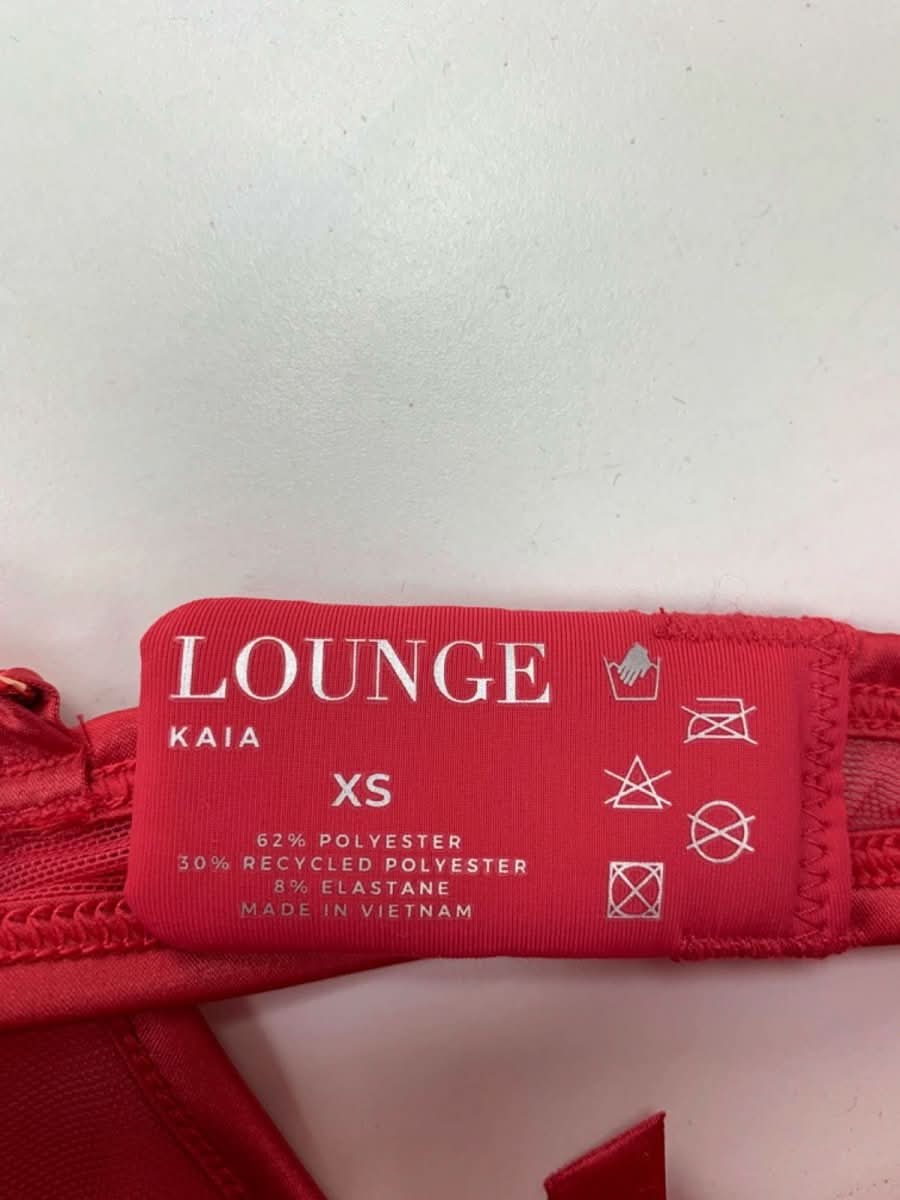 LOUNGE
KAIA
XS
62% POLYESTER
30% RECYCLED POLYESTER
8% ELASTANE
MADE IN VIETNAM